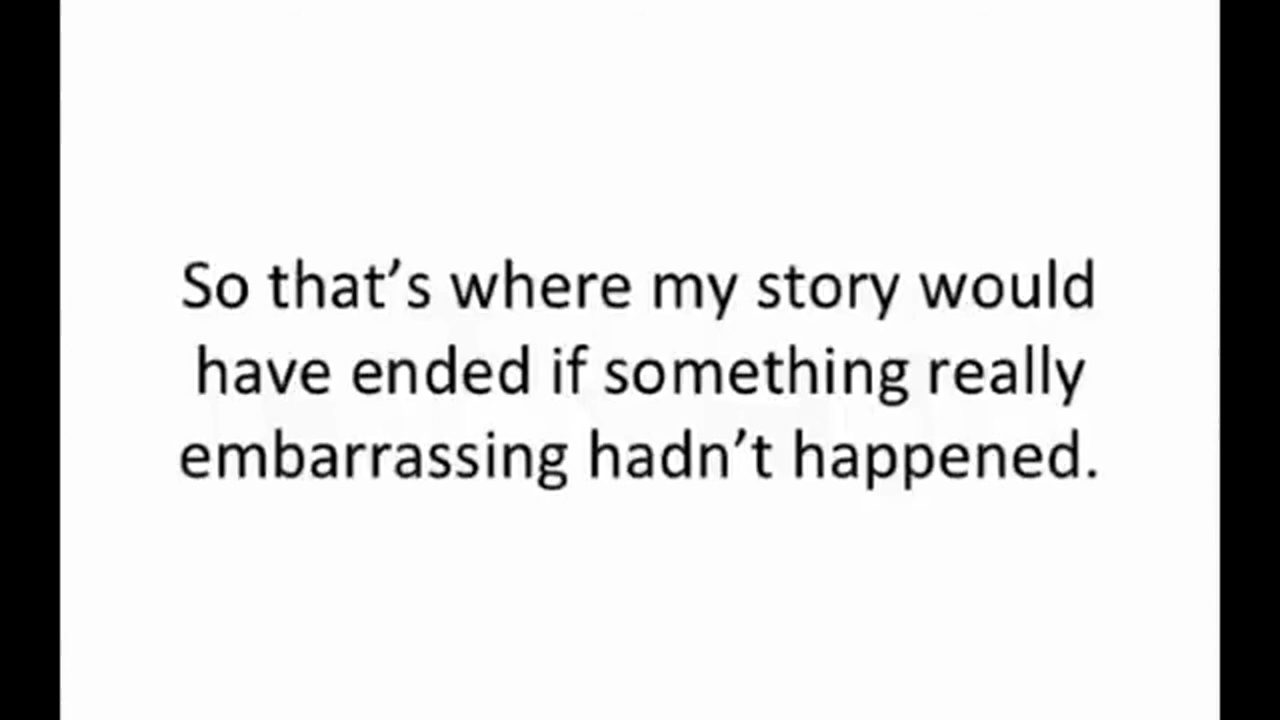 So that’s where my story would
have ended if something really
embarrassing hadn’t happened.